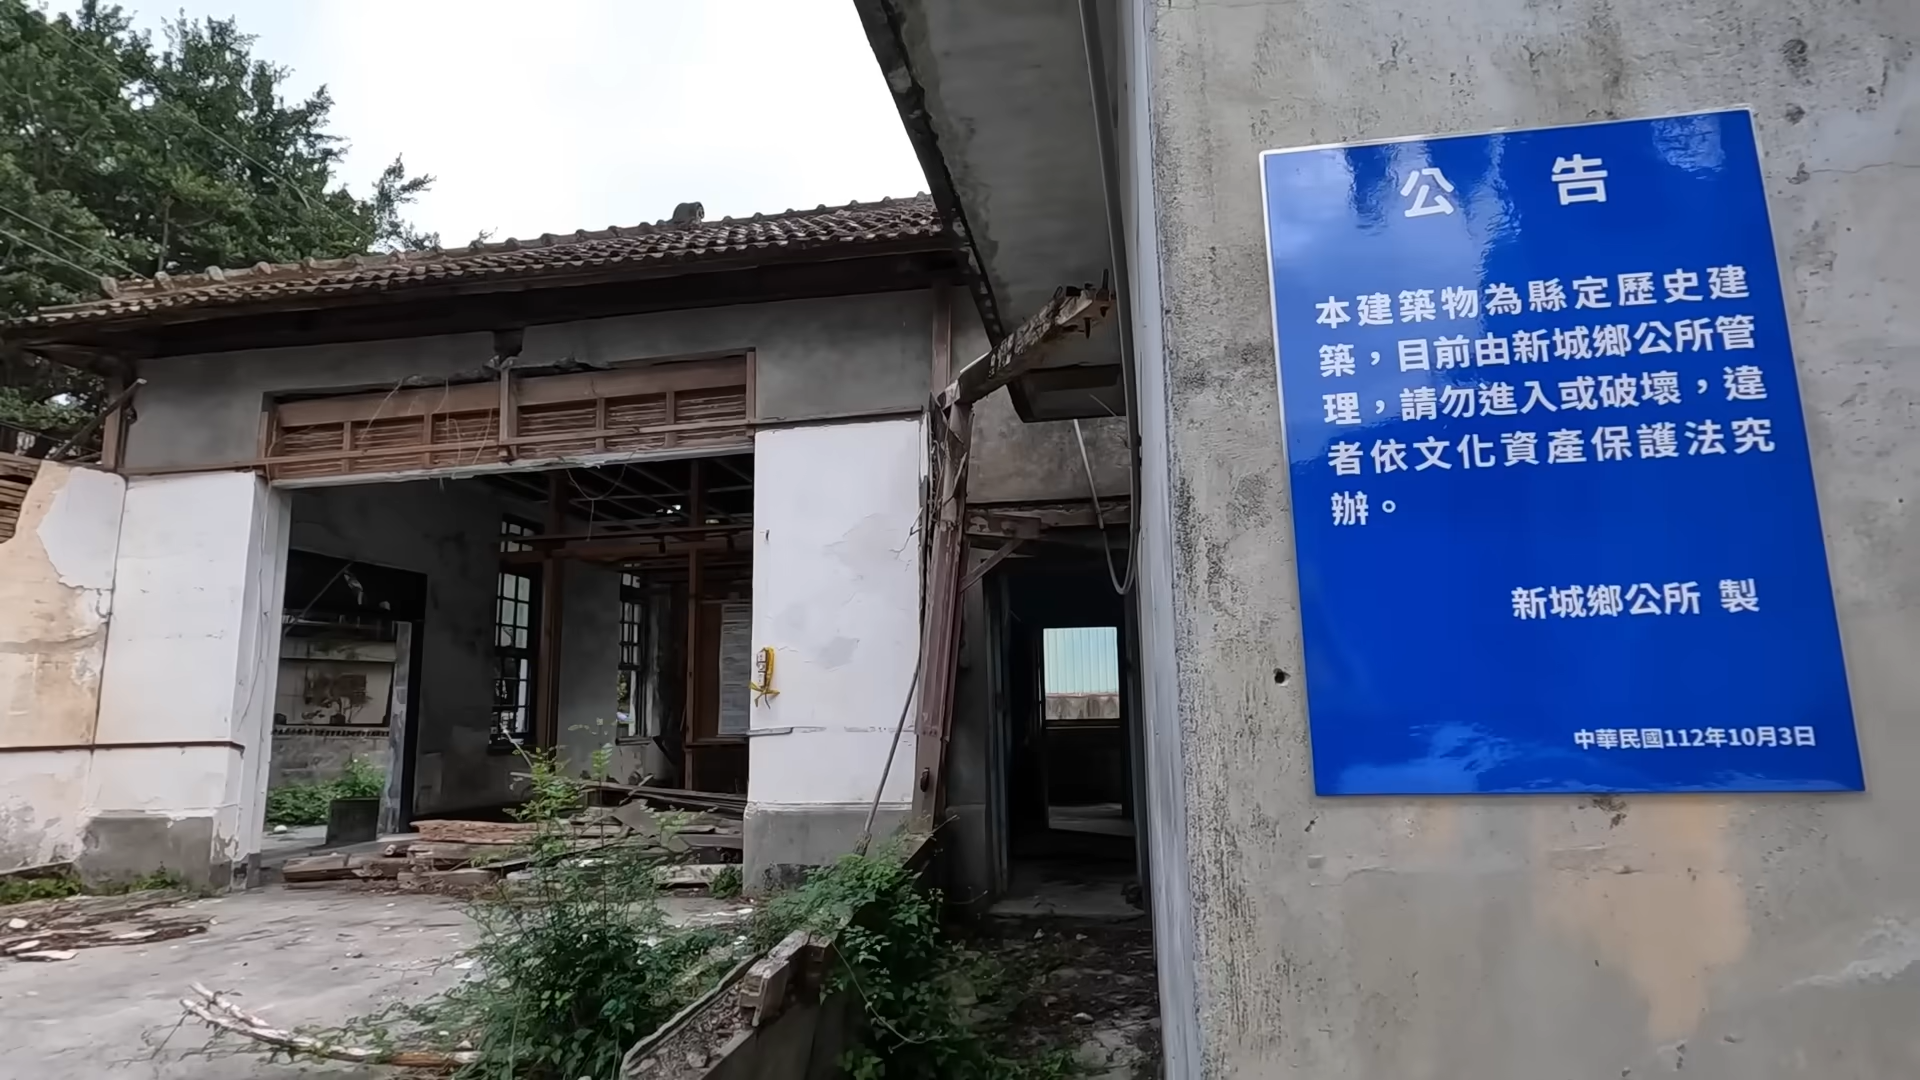 公告
本建築物為縣定歷史建
築，目前由新城鄉公所管
理，請勿進入或破壞，違
者依文化資產保護法究
辦。
新城鄉公所 製
中華民國112年10月3日